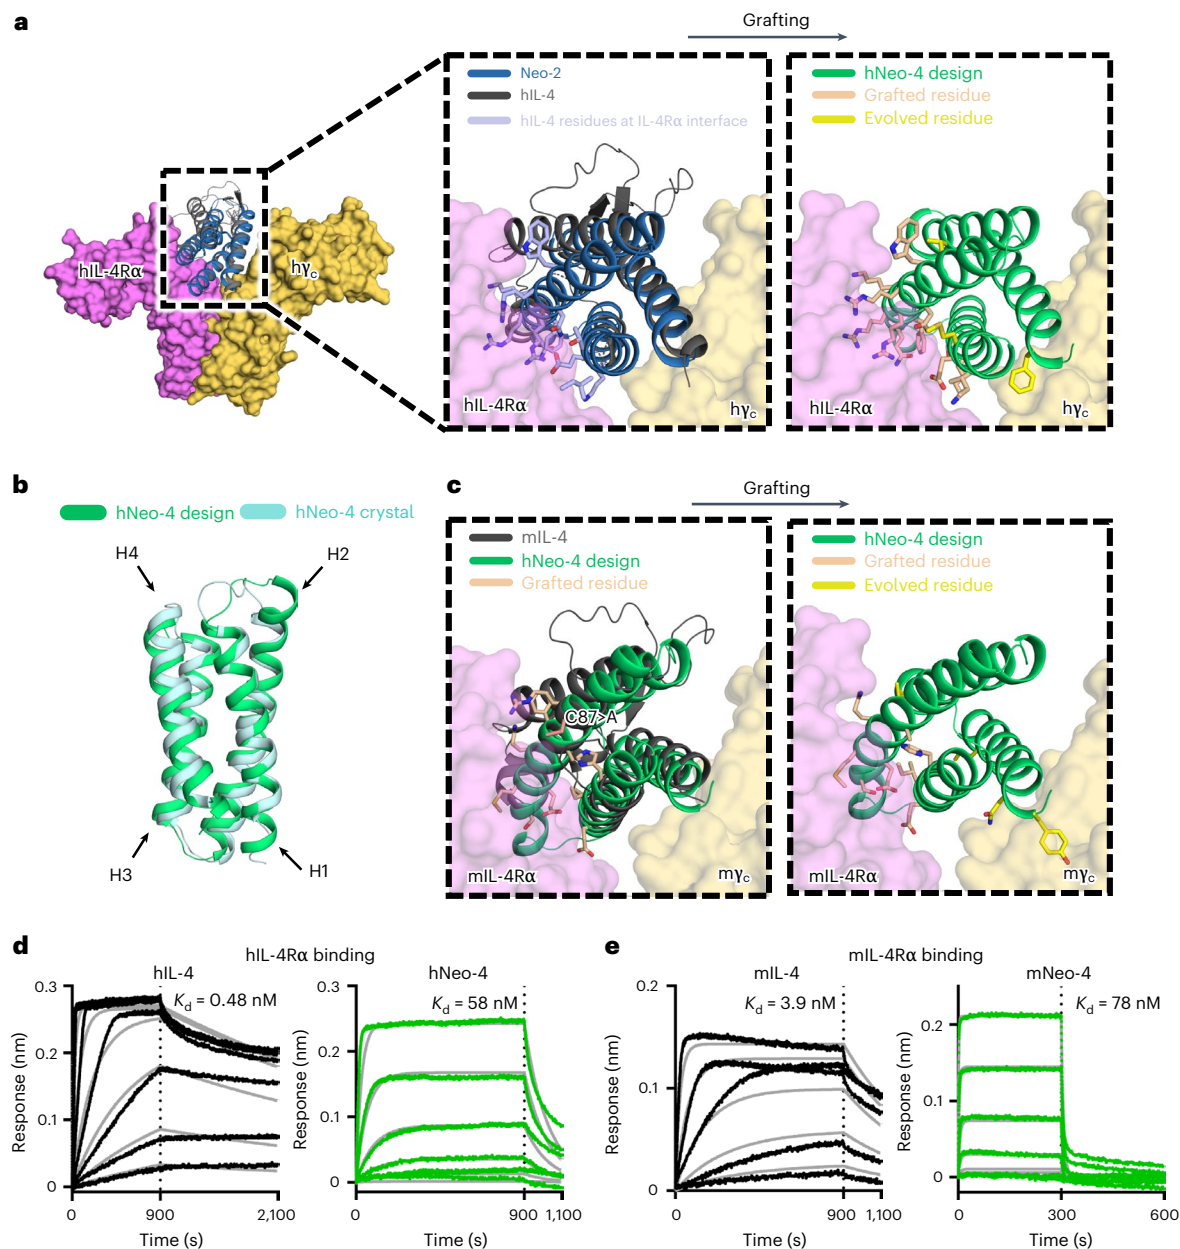 a
Grafting
Neo-2
hIL-4
hIL-4 residues at IL-4Rα interface
hNeo-4 design
Grafted residue
Evolved residue
hIL-4Rα
hγc
hIL-4Rα
hγc
hIL-4Rα
hγc
b
hNeo-4 design
hNeo-4 crystal
H4
H2
H3
H1
c
Grafting
mIL-4
hNeo-4 design
Grafted residue
hNeo-4 design
Grafted residue
Evolved residue
C87>A
mIL-4Rα
mγc
mIL-4Rα
mγc
d
hIL-4Rα binding
hIL-4
Kd = 0.48 nM
Response (nm)
0.3
0.2
0.1
0
0
900
2,100
Time (s)
hNeo-4
Kd = 58 nM
Response (nm)
0.3
0.2
0.1
0
0
900
1,100
Time (s)
e
mIL-4Rα binding
mIL-4
Kd = 3.9 nM
Response (nm)
0.2
0.1
0
0
900
1,100
Time (s)
mNeo-4
Kd = 78 nM
Response (nm)
0.2
0.1
0
0
300
600
Time (s)